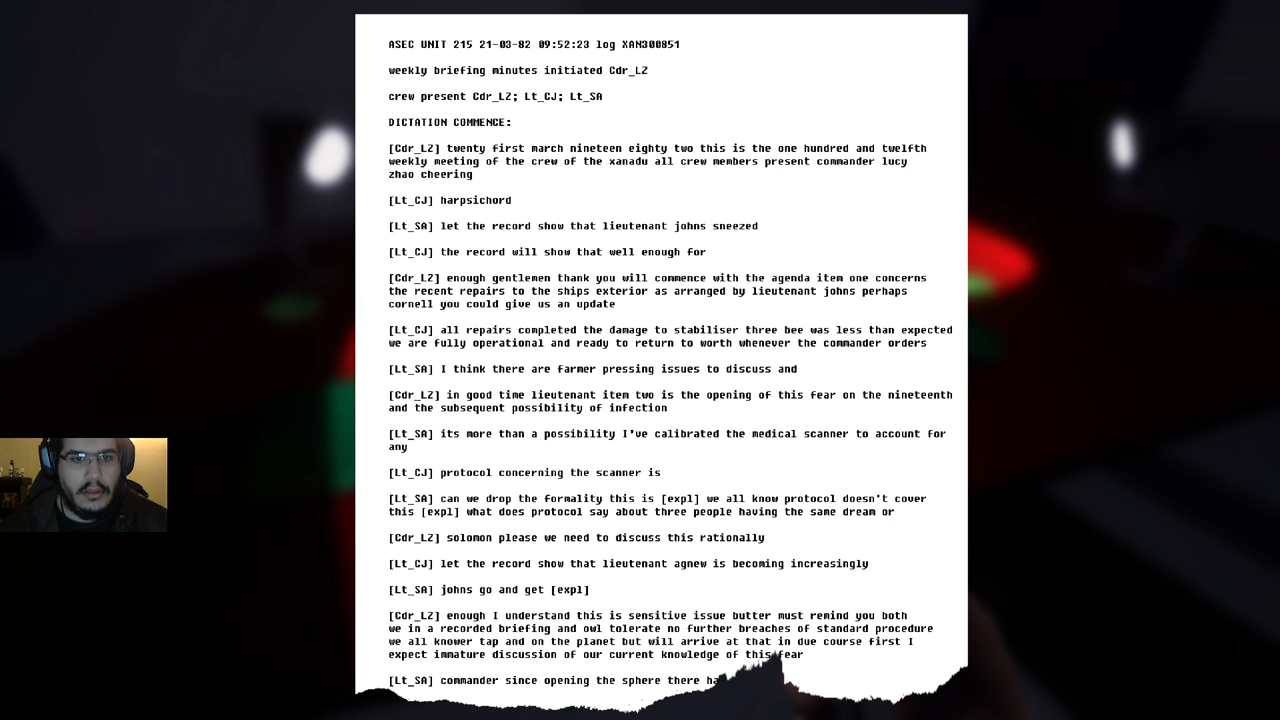 ASEC UNIT 215 21-03-82 09:52:23 log XAN300851
weekly briefing minutes initiated Cdr_LZ
crew present Cdr_LZ; Lt_CJ; Lt_SA
DICTATION COMMENCE:
[Cdr_LZ] twenty first march nineteen eighty two this is the one hundred and twelfth
weekly meeting of the crew of the xanadu all crew members present commander lucy
zhao cheering
[Lt_CJ] harpsichord
[Lt_SA] let the record show that lieutenant johns sneezed
[Lt_CJ] the record will show that well enough for
[Cdr_LZ] enough gentlemen thank you will commence with the agenda item one concerns
the recent repairs to the ships exterior as arranged by lieutenant johns perhaps
cornell you could give us an update
[Lt_CJ] all repairs completed the damage to stabiliser three bee was less than expected
we are fully operational and ready to return to worth whenever the commander orders
[Lt_SA] I think there are farmer pressing issues to discuss and
[Cdr_LZ] in good time lieutenant item two is the opening of this fear on the nineteenth
and the subsequent possibility of infection
[Lt_SA] its more than a possibility I've calibrated the medical scanner to account for
any
[Lt_CJ] protocol concerning the scanner is
[Lt_SA] can we drop the formality this is [expl] we all know protocol doesn't cover
this [expl] what does protocol say about three people having the same dream or
[Cdr_LZ] solomon please we need to discuss this rationally
[Lt_CJ] let the record show that lieutenant agnew is becoming increasingly
[Lt_SA] johns go and get [expl]
[Cdr_LZ] enough I understand this is sensitive issue butter must remind you both
we in a recorded briefing and owl tolerate no further breaches of standard procedure
we all knower tap and on the planet but will arrive at that in due course first I
expect immature discussion of our current knowledge of this fear
[Lt_SA] commander since opening the sphere there ha